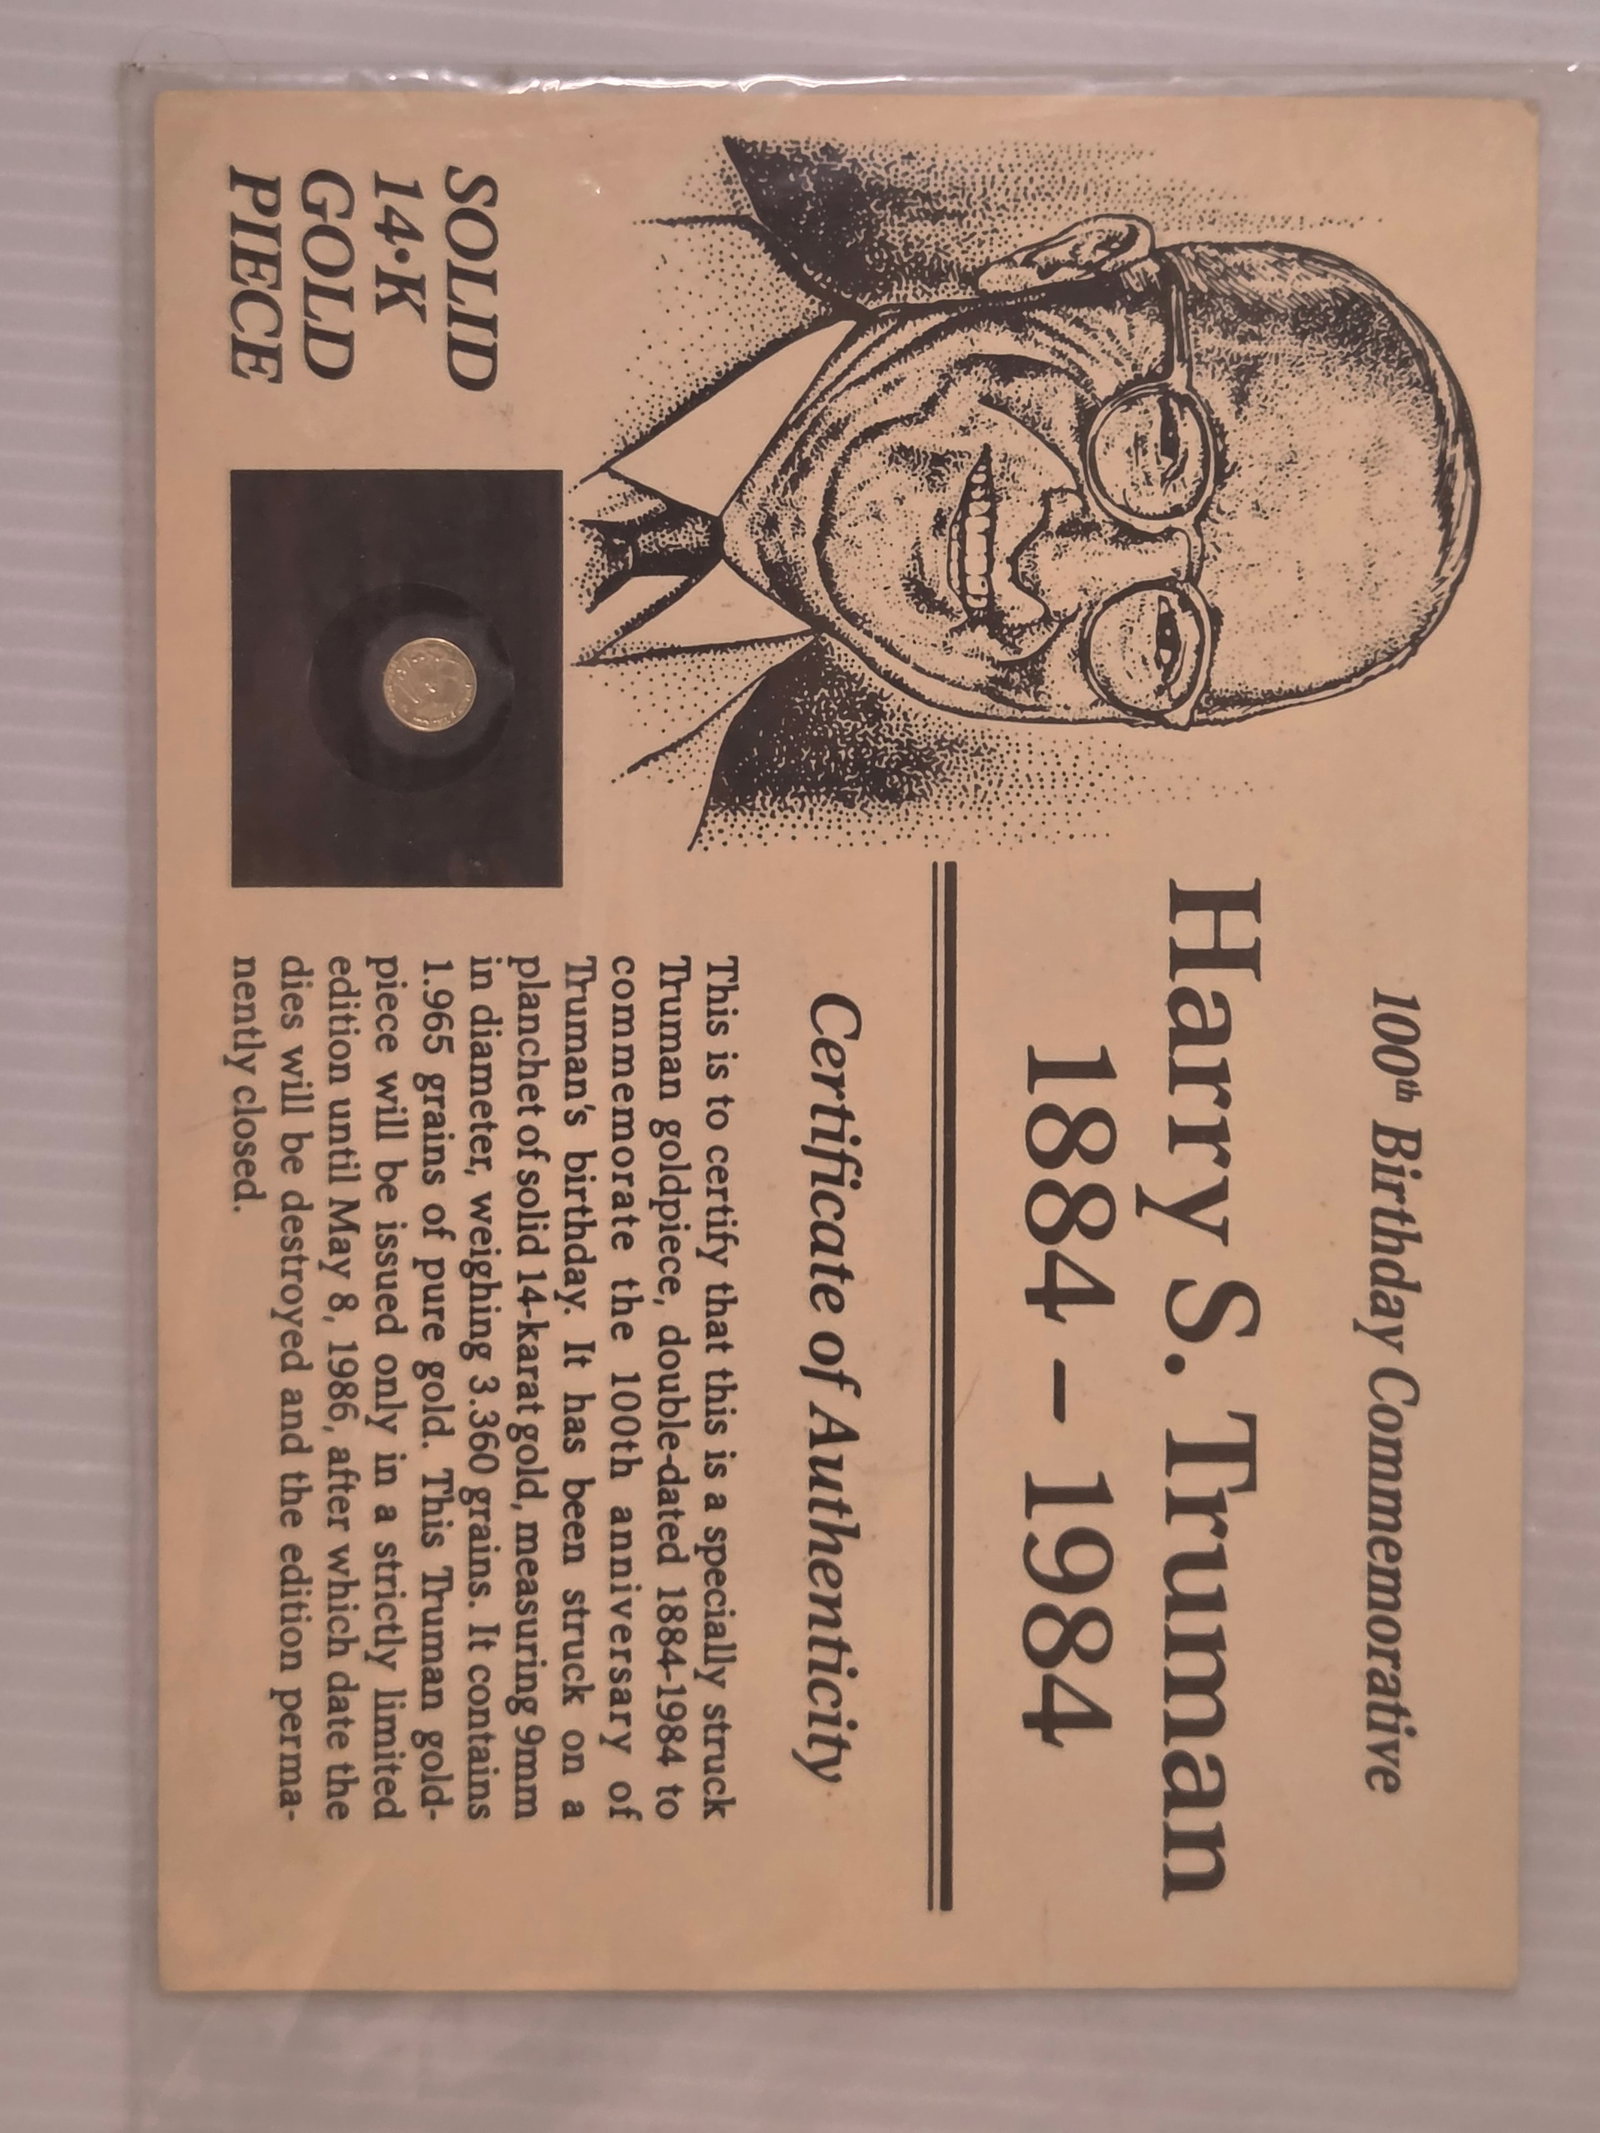 100th Birthday Commemorative
Harry S. Truman
1884 – 1984
Certificate of Authenticity
This is to certify that this is a specially struck
Truman goldpiece, double-dated 1884-1984 to
commemorate the 100th anniversary of
Truman's birthday. It has been struck on a
planchet of solid 14-karat gold, measuring 9mm
in diameter, weighing 3.360 grains. It contains
1.965 grains of pure gold. This Truman gold-
piece will be issued only in a strictly limited
edition until May 8, 1986, after which date the
dies will be destroyed and the edition perma-
nently closed.
SOLID
14•K
GOLD
PIECE